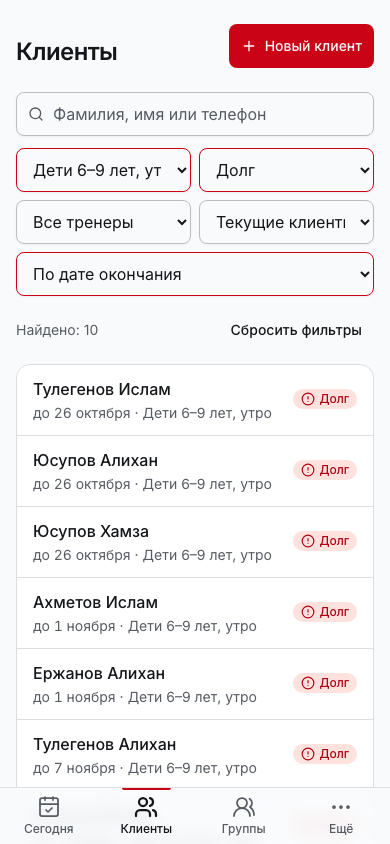 Клиенты
Новый клиент
Фамилия, имя или телефон
Дети 6–9 лет, ут
Долг
Все тренеры
Текущие клиент
По дате окончания
Найдено: 10
Сбросить фильтры
Тулегенов Ислам
до 26 октября · Дети 6–9 лет, утро
Долг
Юсупов Алихан
до 26 октября · Дети 6–9 лет, утро
Долг
Юсупов Хамза
до 26 октября · Дети 6–9 лет, утро
Долг
Ахметов Ислам
до 1 ноября · Дети 6–9 лет, утро
Долг
Ержанов Алихан
до 1 ноября · Дети 6–9 лет, утро
Долг
Тулегенов Алихан
до 7 ноября · Дети 6–9 лет, утро
Долг
Сегодня
Клиенты
Группы
Ещё